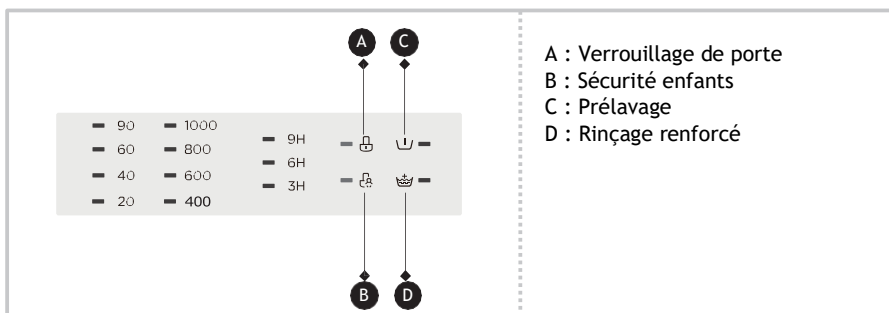 A C
A : Verrouillage de porte
B : Sécurité enfants
C : Prélavage
D : Rinçage renforcé
90 1000
60 800
40 600
20 400
9H
6H
3H
B D